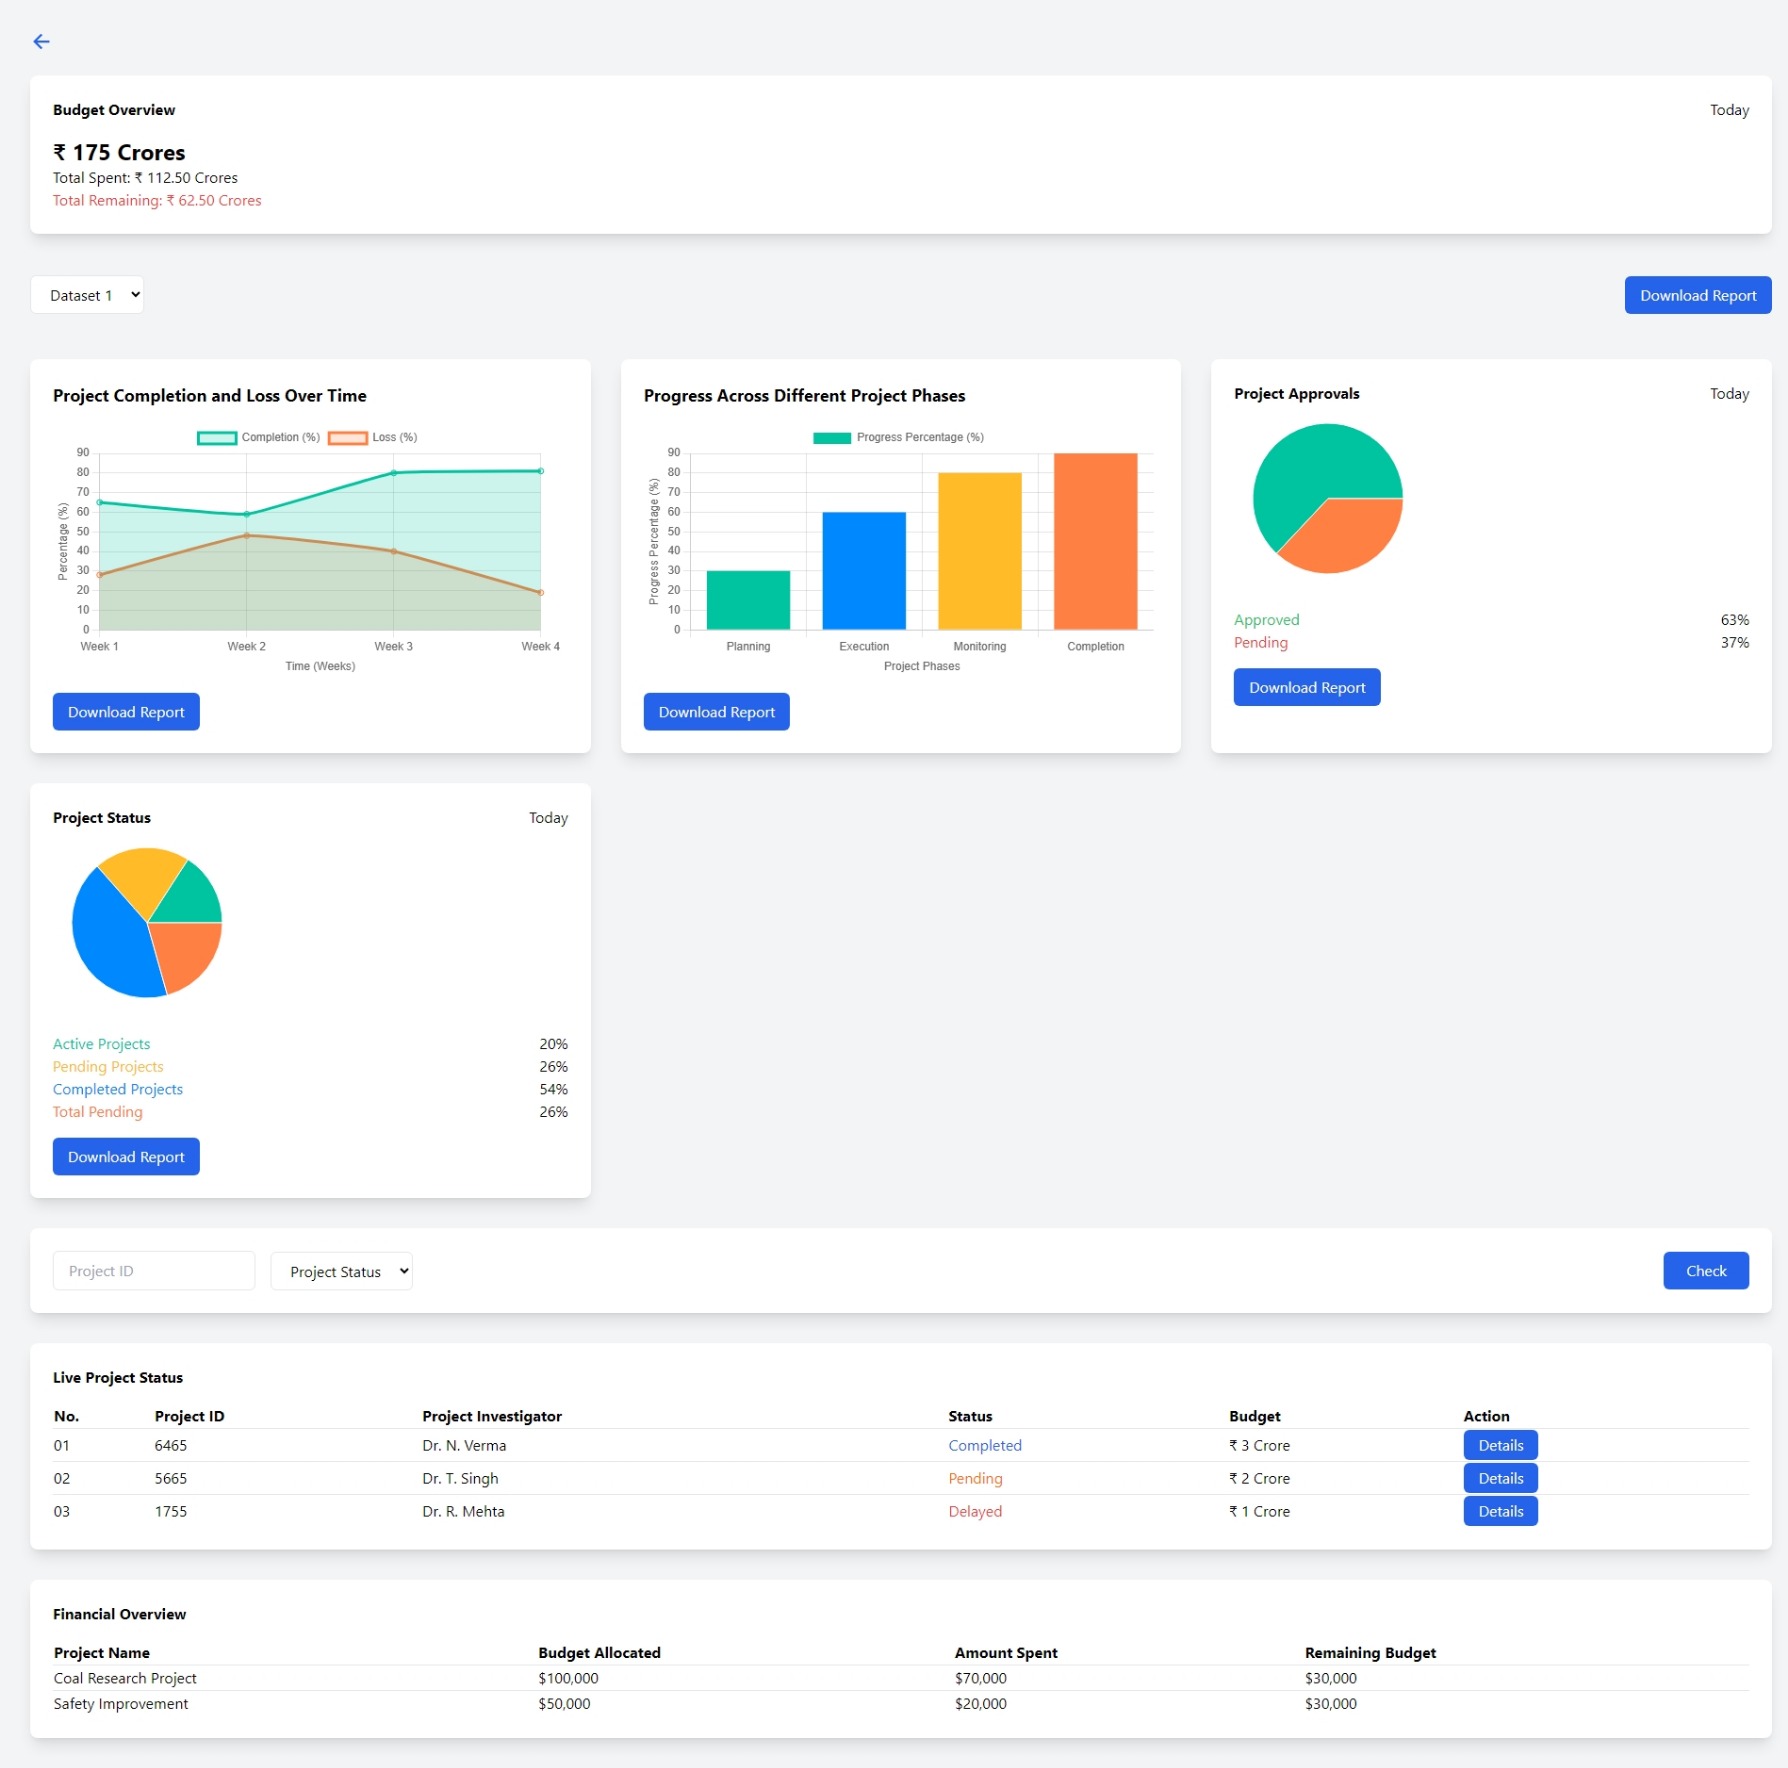 Budget Overview Today
₹ 175 Crores
Total Spent: ₹ 112.50 Crores
Total Remaining: ₹ 62.50 Crores
Dataset 1 Download Report
Project Completion and Loss Over Time
Completion (%) Loss (%)
90
80
70
60
50
40
30
20
10
0
Percentage (%)
Week 1 Week 2 Week 3 Week 4
Time (Weeks)
Download Report
Progress Across Different Project Phases
Progress Percentage (%)
90
80
70
60
50
40
30
20
10
0
Progress Percentage (%)
Planning Execution Monitoring Completion
Project Phases
Download Report
Project Approvals Today
Approved 63%
Pending 37%
Download Report
Project Status Today
Active Projects 20%
Pending Projects 26%
Completed Projects 54%
Total Pending 26%
Download Report
Project ID Project Status Check
Live Project Status
No. Project ID Project Investigator Status Budget Action
01 6465 Dr. N. Verma Completed ₹ 3 Crore Details
02 5665 Dr. T. Singh Pending ₹ 2 Crore Details
03 1755 Dr. R. Mehta Delayed ₹ 1 Crore Details
Financial Overview
Project Name Budget Allocated Amount Spent Remaining Budget
Coal Research Project $100,000 $70,000 $30,000
Safety Improvement $50,000 $20,000 $30,000